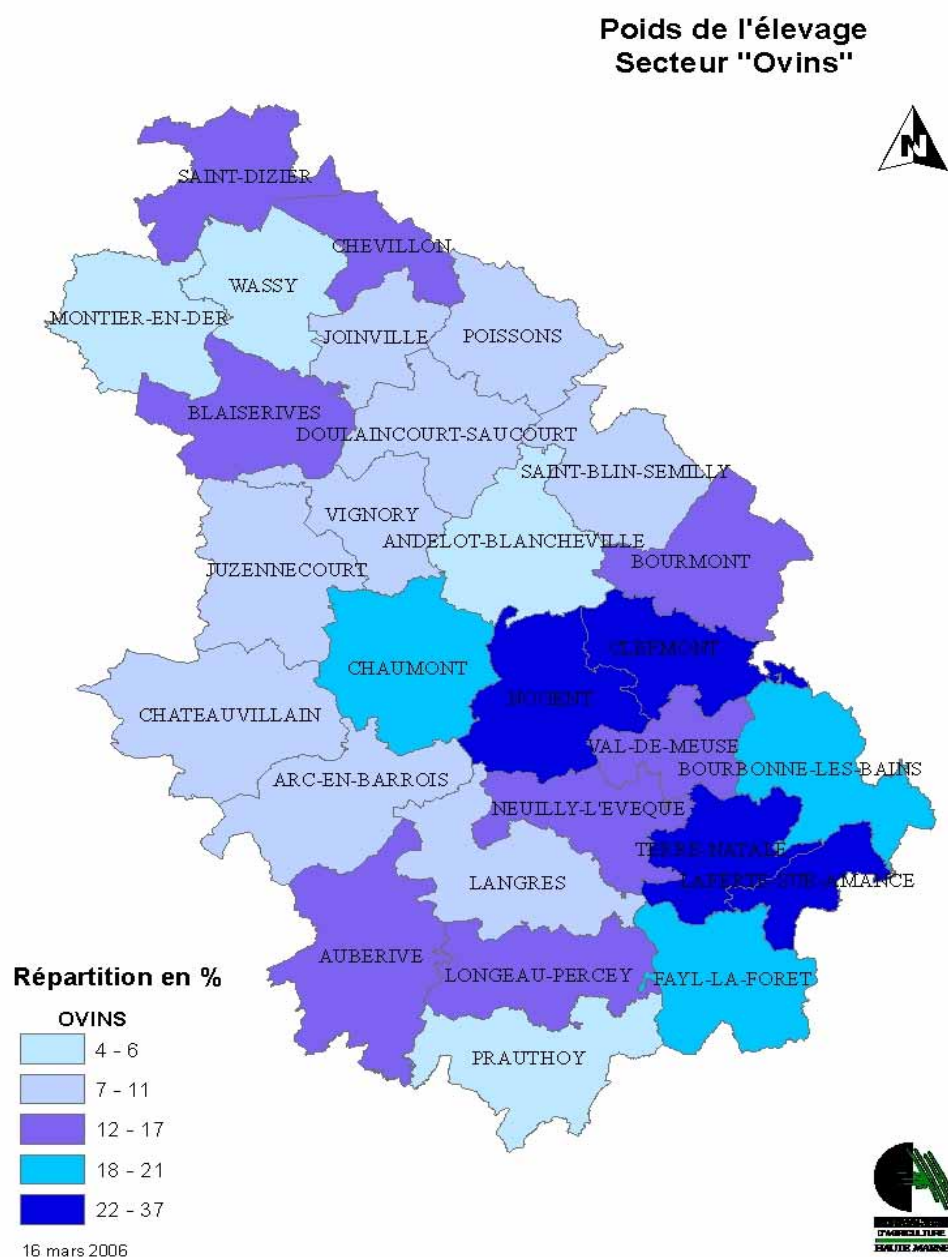 Poids de l'élevage
Secteur "Ovins"
N
SAINT-DIZIER
CHEVILLON
WASSY
MONTIER-EN-DER
JOINVILLE
POISSONS
BLAISERIVES
DOULAINCOURT-SAUCOURT
SAINT-BLIN-SEMILLY
VIGNORY
ANDELOT-BLANCHEVILLE
BOURMONT
JUZENNECOURT
CLEFMONT
CHAUMONT
NOGENT
CHATEAUVILLAIN
VAL-DE-MEUSE
BOURBONNE-LES-BAINS
ARC-EN-BARROIS
NEUILLY-L'EVEQUE
TERRE-NATALE
LAFERTE-SUR-AMANCE
LANGRES
AUBERIVE
LONGEAU-PERCEY
FAYL-LA-FORET
PRAUTHOY
Répartition en %
OVINS
4 - 6
7 - 11
12 - 17
18 - 21
22 - 37
D'AGRICULTURE
HAUTE MARNE
16 mars 2006